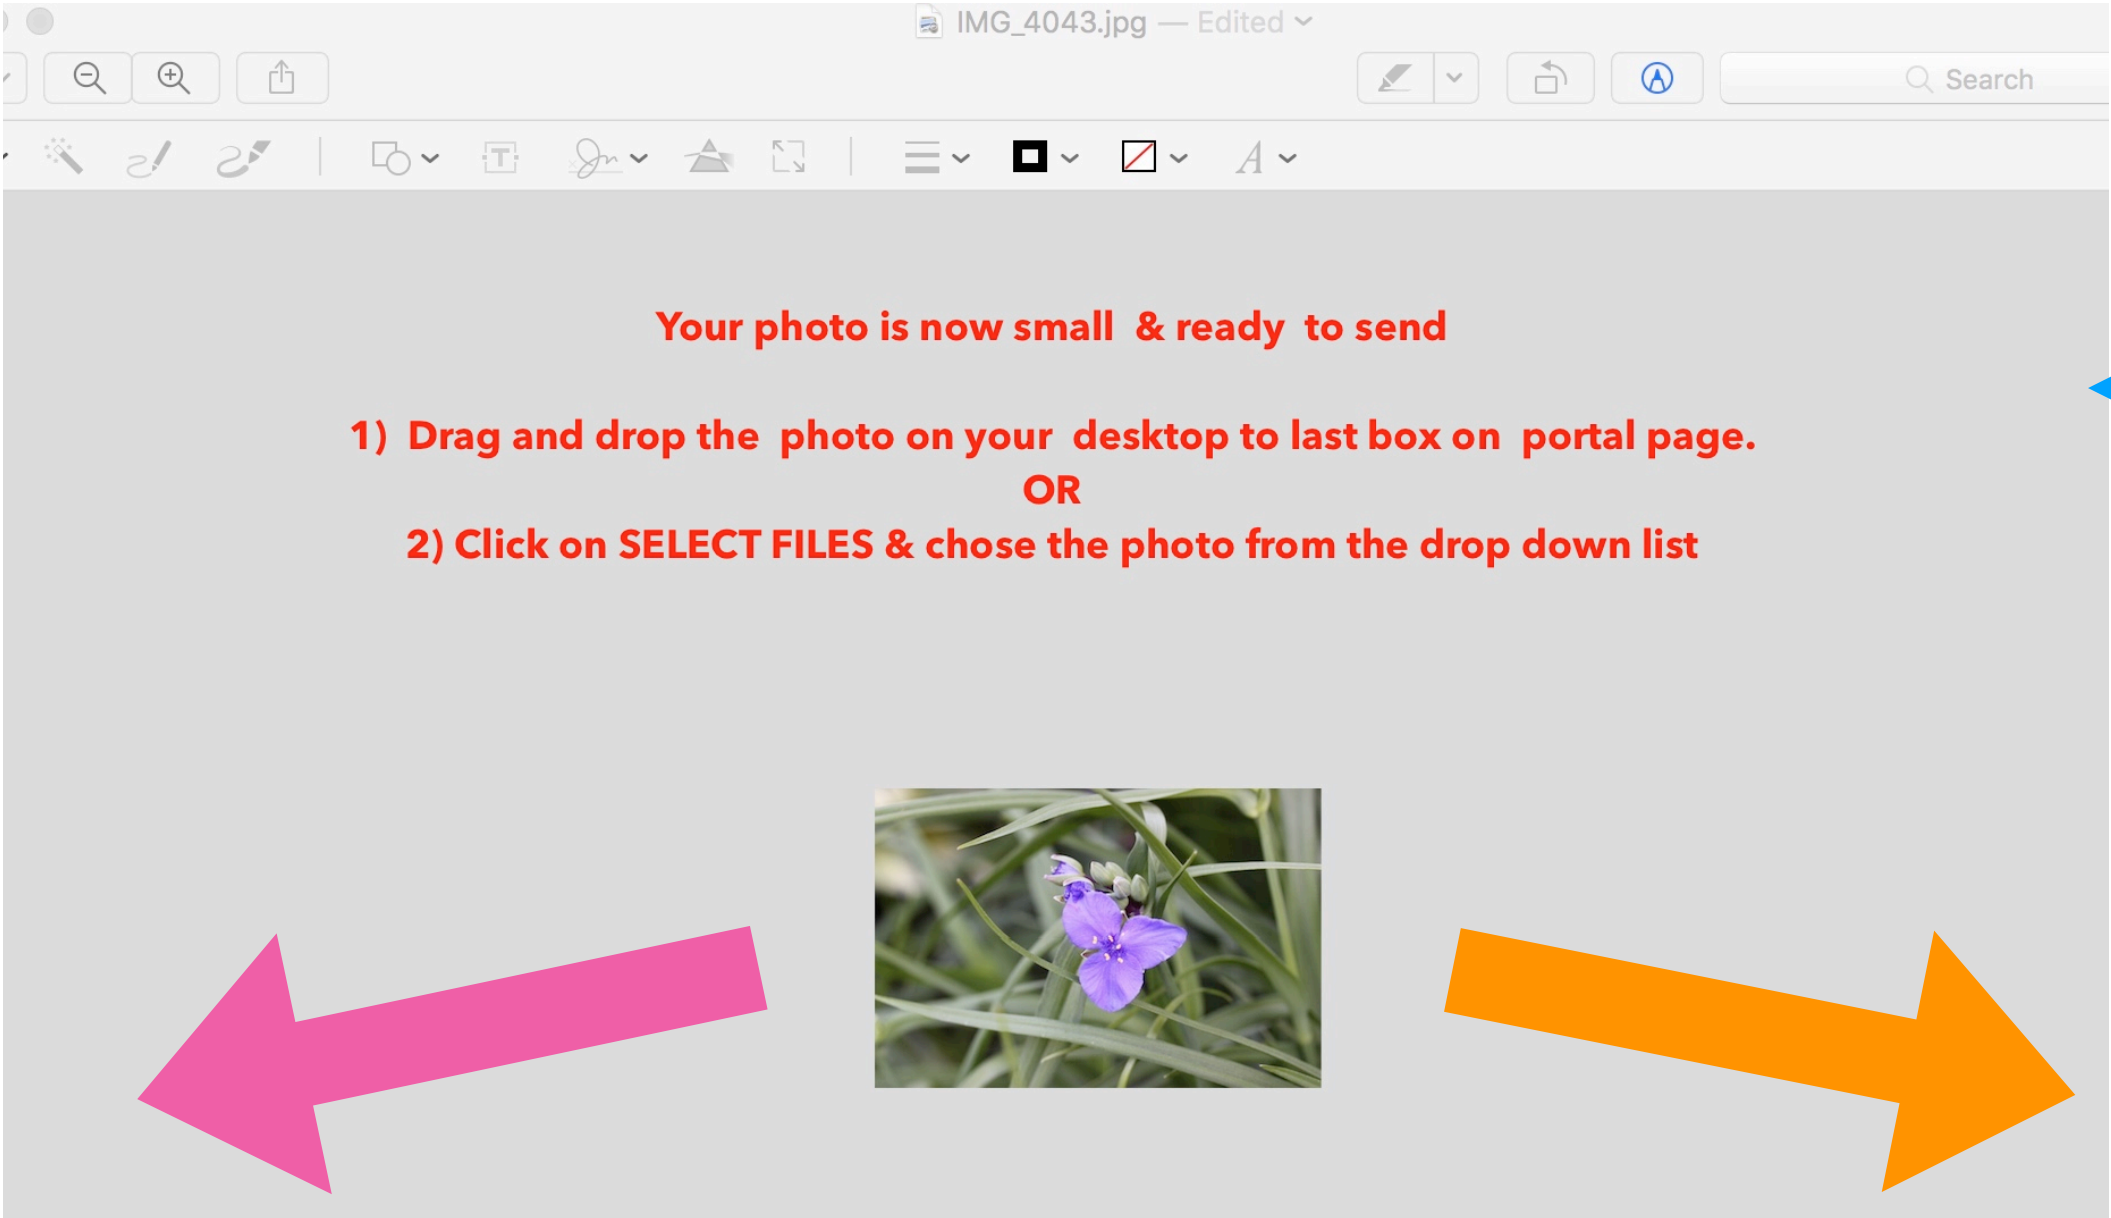 IMG_4043.jpg — Edited
Search
T
A
Your photo is now small & ready to send
1) Drag and drop the photo on your desktop to last box on portal page.
OR
2) Click on SELECT FILES & chose the photo from the drop down list